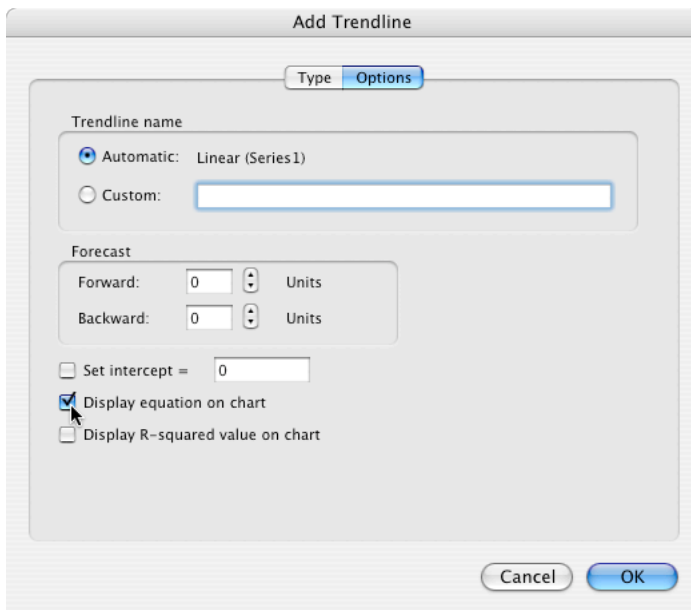 Add Trendline
Type Options
Trendline name
Automatic: Linear (Series1)
Custom:
Forecast
Forward: 0 Units
Backward: 0 Units
Set intercept = 0
Display equation on chart
Display R-squared value on chart
Cancel OK